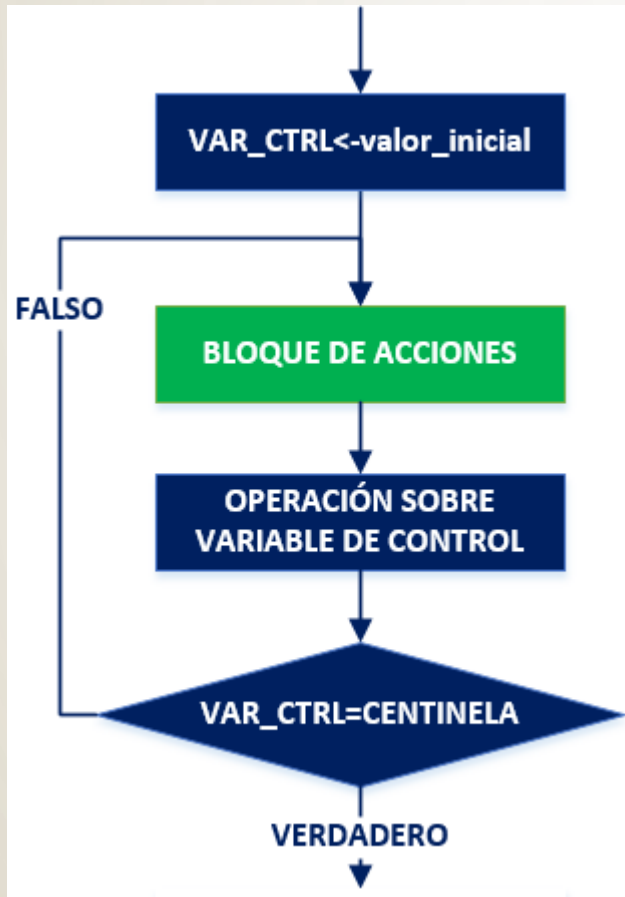 VAR_CTRL<-valor_inicial
FALSO
BLOQUE DE ACCIONES
OPERACIÓN SOBRE
VARIABLE DE CONTROL
VAR_CTRL=CENTINELA
VERDADERO